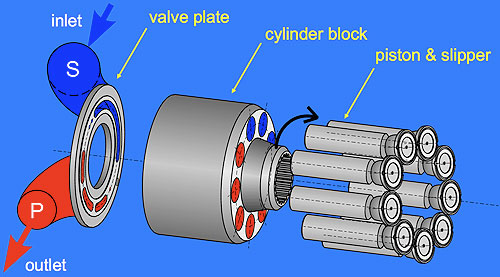 inlet
valve plate
cylinder block
piston & slipper
S
P
outlet